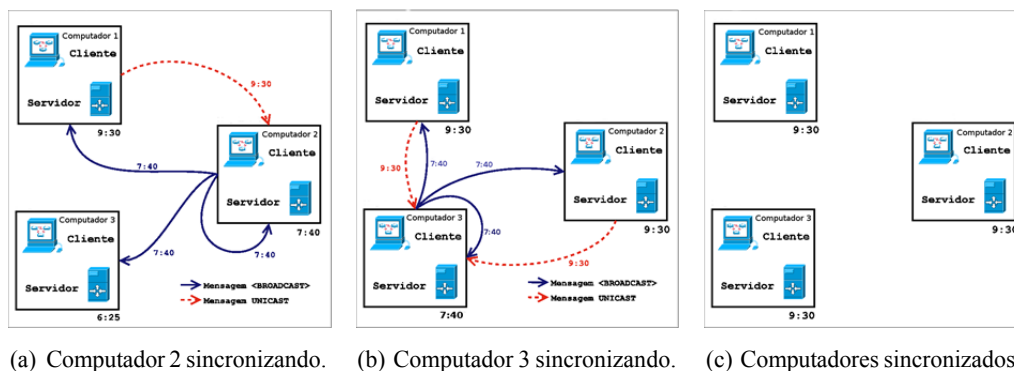 Computador 1
Cliente
Servidor
9:30
9:30
Computador 2
Cliente
Servidor
7:40
7:40
Computador 3
Cliente
Servidor
6:25
7:40
7:40
Mensagem <BROADCAST>
Mensagem UNICAST
(a) Computador 2 sincronizando.
Computador 1
Cliente
Servidor
9:30
9:30
7:40
7:40
Computador 2
Cliente
Servidor
9:30
Computador 3
Cliente
7:40
Servidor
7:40
9:30
Mensagem <BROADCAST>
Mensagem UNICAST
(b) Computador 3 sincronizando.
Computador 1
Cliente
Servidor
9:30
Computador 2
Cliente
Servidor
9:30
Computador 3
Cliente
Servidor
9:30
(c) Computadores sincronizados